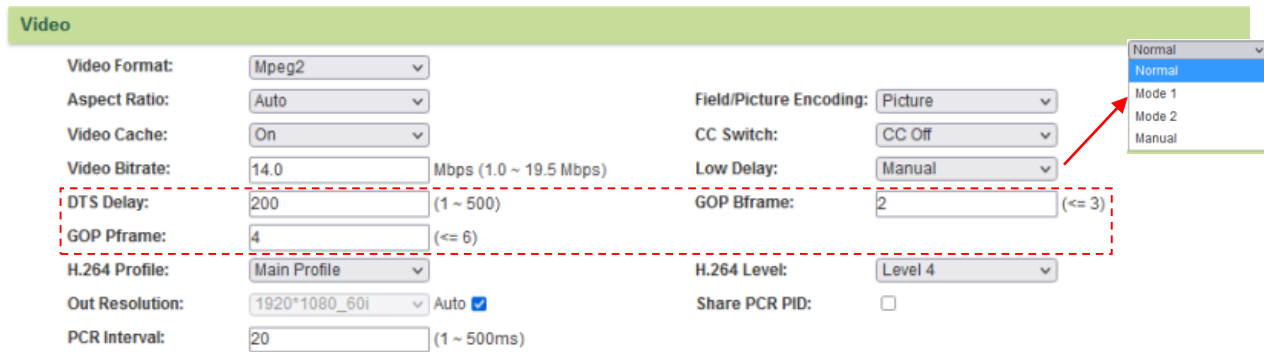 Video
Video Format: Mpeg2
Aspect Ratio: Auto Field/Picture Encoding: Picture
Video Cache: On CC Switch: CC Off
Video Bitrate: 14.0 Mbps (1.0 ~ 19.5 Mbps) Low Delay: Manual
DTS Delay: 200 (1 ~ 500) GOP Bframe: 2 (<= 3)
GOP Pframe: 4 (<= 6)
H.264 Profile: Main Profile H.264 Level: Level 4
Out Resolution: 1920*1080_60i Auto Share PCR PID:
PCR Interval: 20 (1 ~ 500ms)
Normal
Normal
Mode 1
Mode 2
Manual